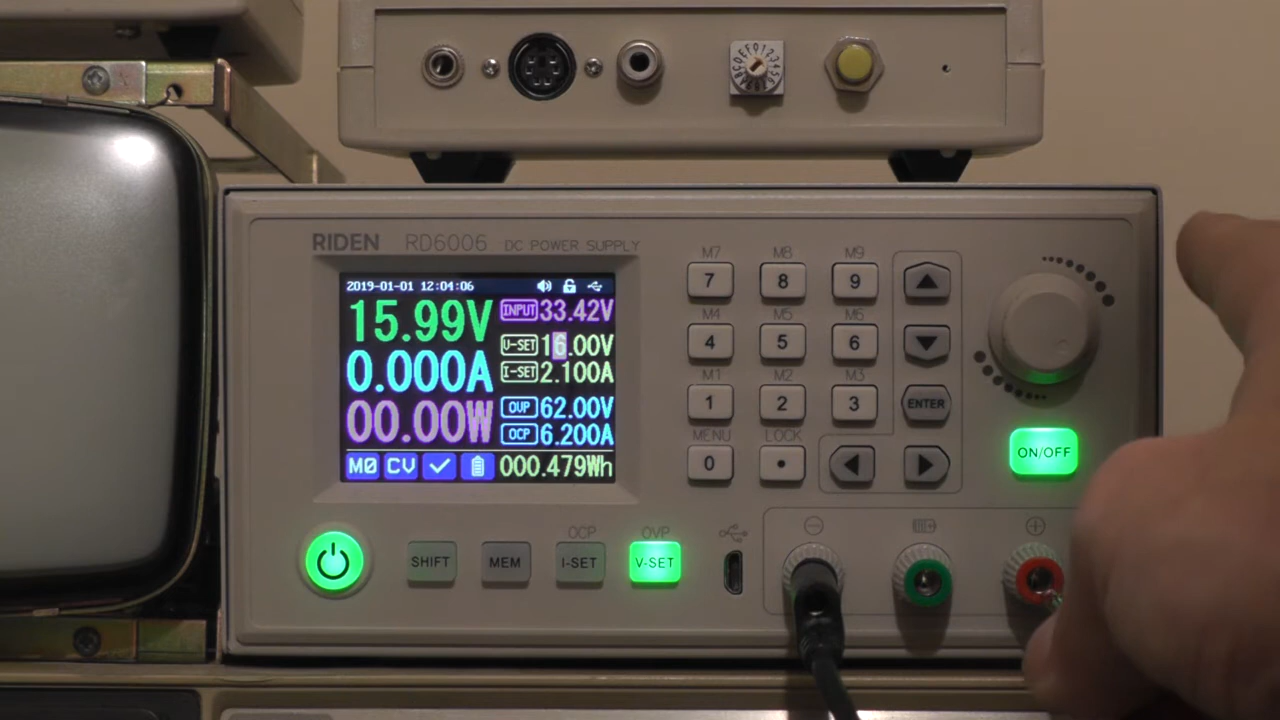 RIDEN RD6006 DC POWER SUPPLY
2019-01-01 12:04:06
15.99V
0.000A
00.00W
INPUT 33.42V
V-SET 16.00V
I-SET 2.100A
OVP 62.00V
OCP 6.200A
M0 CV
000.479Wh
M7 M8 M9
7 8 9
M4 M5 M6
4 5 6
M1 M2 M3
1 2 3 ENTER
MENU LOCK
0
ON/OFF
OCP OVP
SHIFT MEM I-SET V-SET